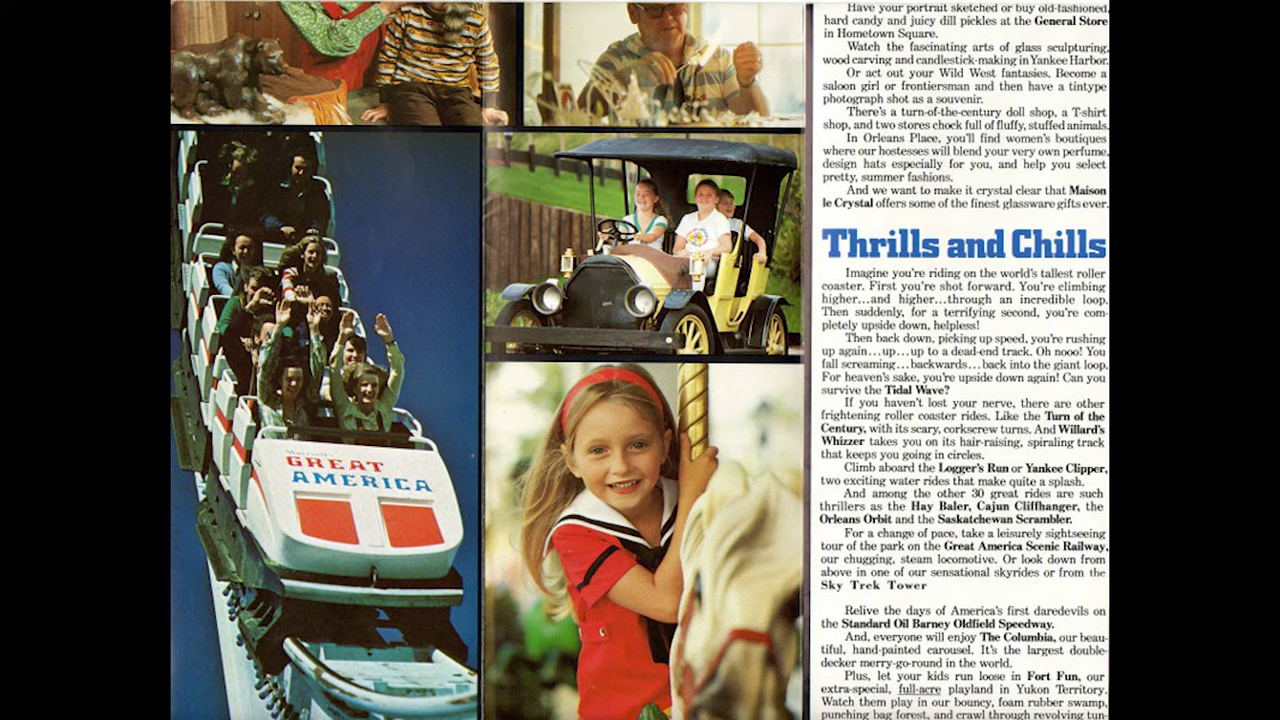 Marriott's
GREAT
AMERICA
Have your portrait sketched or buy old-fashioned,
hard candy and juicy dill pickles at the General Store
in Hometown Square.
Watch the fascinating arts of glass sculpturing,
wood carving and candlestick-making in Yankee Harbor.
Or act out your Wild West fantasies. Become a
saloon girl or frontiersman and then have a tintype
photograph shot as a souvenir.
There's a turn-of-the-century doll shop, a T-shirt
shop, and two stores chock full of fluffy, stuffed animals.
In Orleans Place, you'll find women's boutiques
where our hostesses will blend your very own perfume,
design hats especially for you, and help you select
pretty, summer fashions.
And we want to make it crystal clear that Maison
le Crystal offers some of the finest glassware gifts ever.
Thrills and Chills
Imagine you're riding on the world's tallest roller
coaster. First you're shot forward. You're climbing
higher...and higher...through an incredible loop.
Then suddenly, for a terrifying second, you're com-
pletely upside down, helpless!
Then back down, picking up speed, you're rushing
up again...up...up to a dead-end track. Oh nooo! You
fall screaming...backwards...back into the giant loop.
For heaven's sake, you're upside down again! Can you
survive the Tidal Wave?
If you haven't lost your nerve, there are other
frightening roller coaster rides. Like the Turn of the
Century, with its scary, corkscrew turns. And Willard's
Whizzer takes you on its hair-raising, spiraling track
that keeps you going in circles.
Climb aboard the Logger's Run or Yankee Clipper,
two exciting water rides that make quite a splash.
And among the other 30 great rides are such
thrillers as the Hay Baler, Cajun Cliffhanger, the
Orleans Orbit and the Saskatchewan Scrambler.
For a change of pace, take a leisurely sightseeing
tour of the park on the Great America Scenic Railway,
our chugging, steam locomotive. Or look down from
above in one of our sensational skyrides or from the
Sky Trek Tower
Relive the days of America's first daredevils on
the Standard Oil Barney Oldfield Speedway.
And, everyone will enjoy The Columbia, our beau-
tiful, hand-painted carousel. It's the largest double-
decker merry-go-round in the world.
Plus, let your kids run loose in Fort Fun, our
extra-special, full-acre playland in Yukon Territory.
Watch them play in our bouncy, foam rubber swamp,
punching bag forest, and crawl through revolving tun